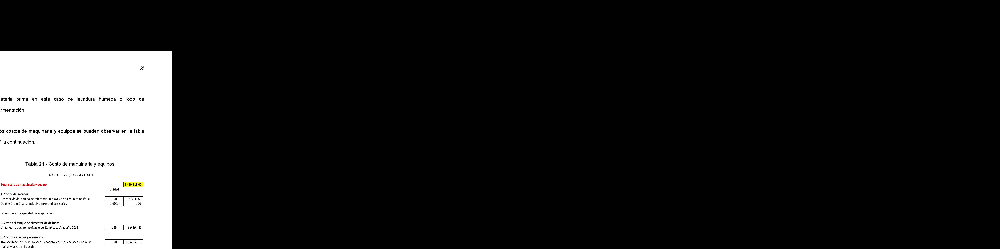 65
prima en este caso de levadura húmeda o lodo de
costos de maquinaria y equipos se pueden observar en la tabla
a continuación.
Tabla 21.- Costo de maquinaria y equipos.
COSTO DE MAQUINARIA Y EQUIPO
Total costo de maquinaria y equipo $ 410.513,00
Unidad
1. Costos del secador
Descripción del equipo de referencia: Buflovak 42in x 90in Atmosferic USD $ 334.266
Double Drum Dryers (including parts and accesories) lb H?O/h 1764
Especificación: capacidad de evaporación
2. Costo del tanque de alimentación de lodos
Un tanque de acero inoxidable de 12 m³ capacidad año 2005 USD $ 9.394,40
3. Costo de equipos y accesorios
Transportador de levadura seca, llenadora, cosedora de sacos, bombas USD $ 66.853,10
etc.) 20% costo del secador